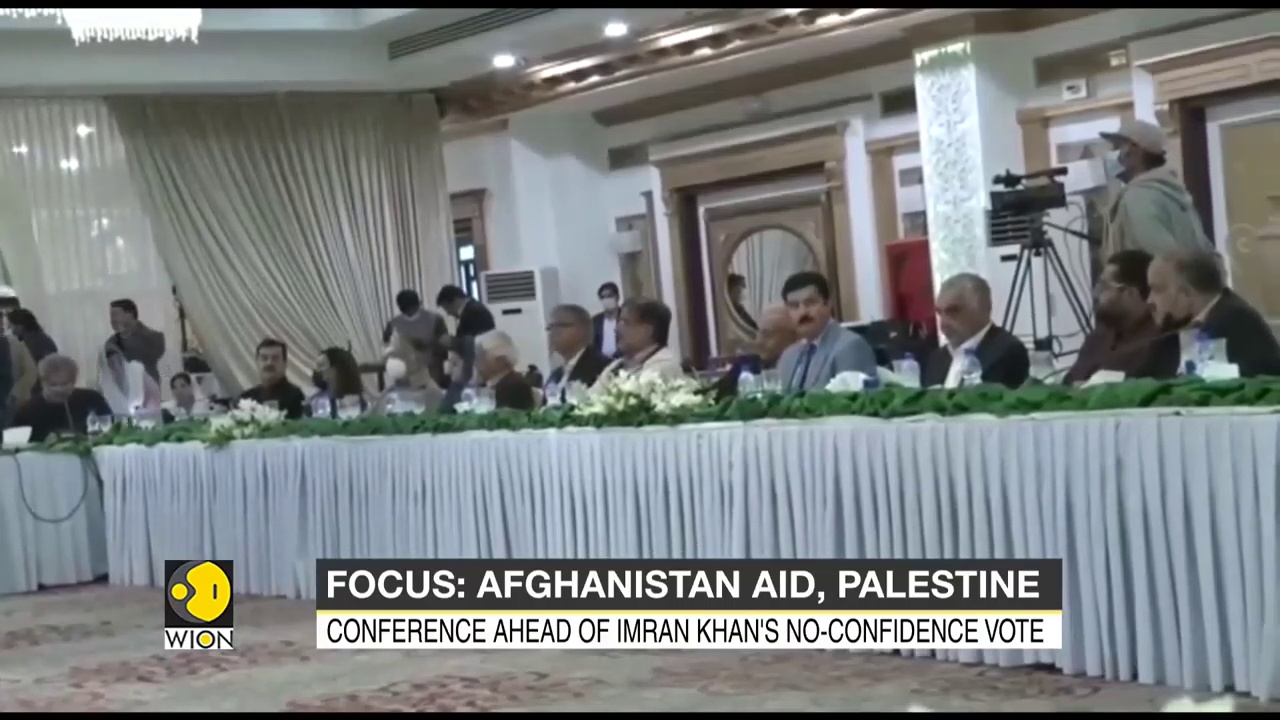 FOCUS: AFGHANISTAN AID, PALESTINE
CONFERENCE AHEAD OF IMRAN KHAN'S NO-CONFIDENCE VOTE
WION